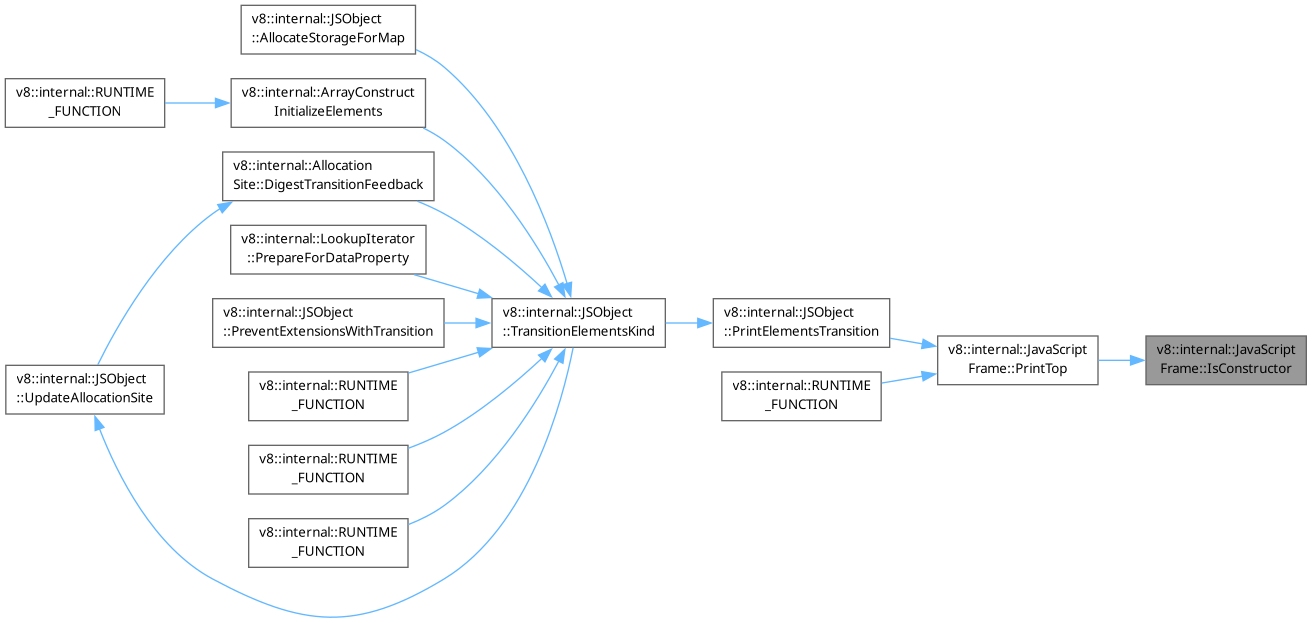 v8::internal::JSObject
::AllocateStorageForMap
v8::internal::RUNTIME
_FUNCTION
v8::internal::ArrayConstruct
InitializeElements
v8::internal::Allocation
Site::DigestTransitionFeedback
v8::internal::LookupIterator
::PrepareForDataProperty
v8::internal::JSObject
::PreventExtensionsWithTransition
v8::internal::JSObject
::TransitionElementsKind
v8::internal::JSObject
::PrintElementsTransition
v8::internal::JavaScript
Frame::PrintTop
v8::internal::JavaScript
Frame::IsConstructor
v8::internal::JSObject
::UpdateAllocationSite
v8::internal::RUNTIME
_FUNCTION
v8::internal::RUNTIME
_FUNCTION
v8::internal::RUNTIME
_FUNCTION
v8::internal::RUNTIME
_FUNCTION